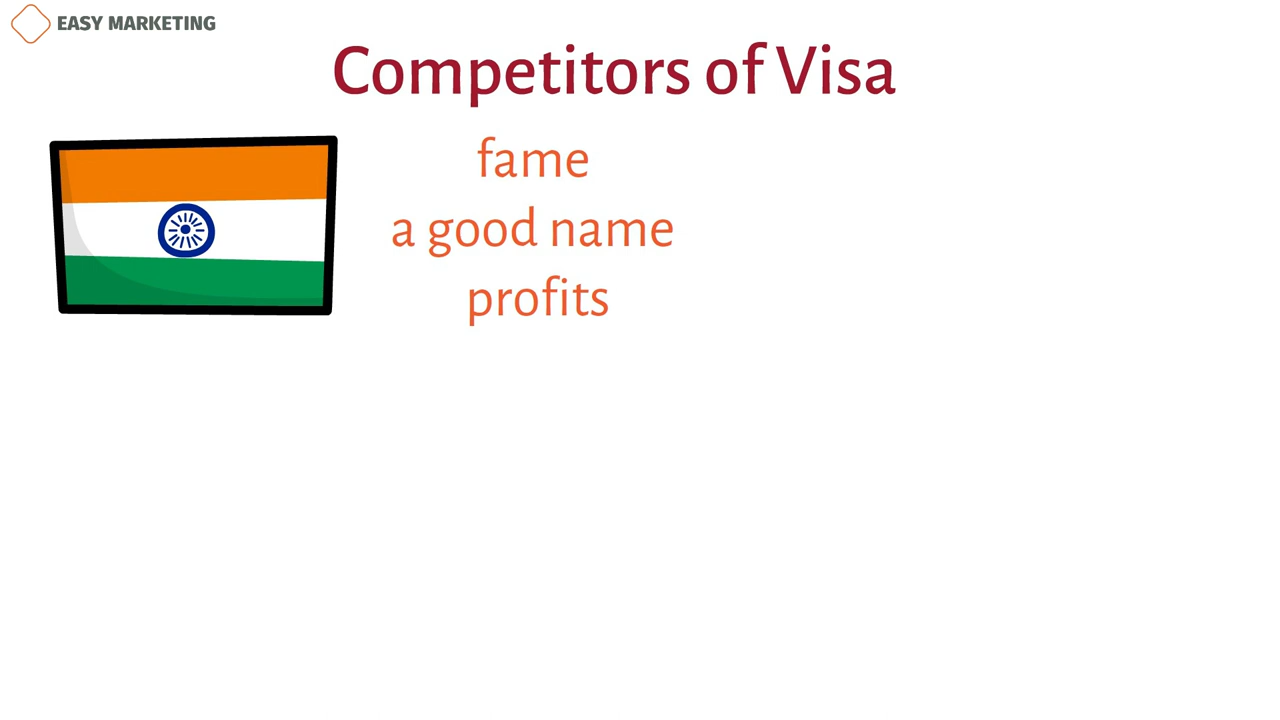 EASY MARKETING
Competitors of Visa
fame
a good name
profits